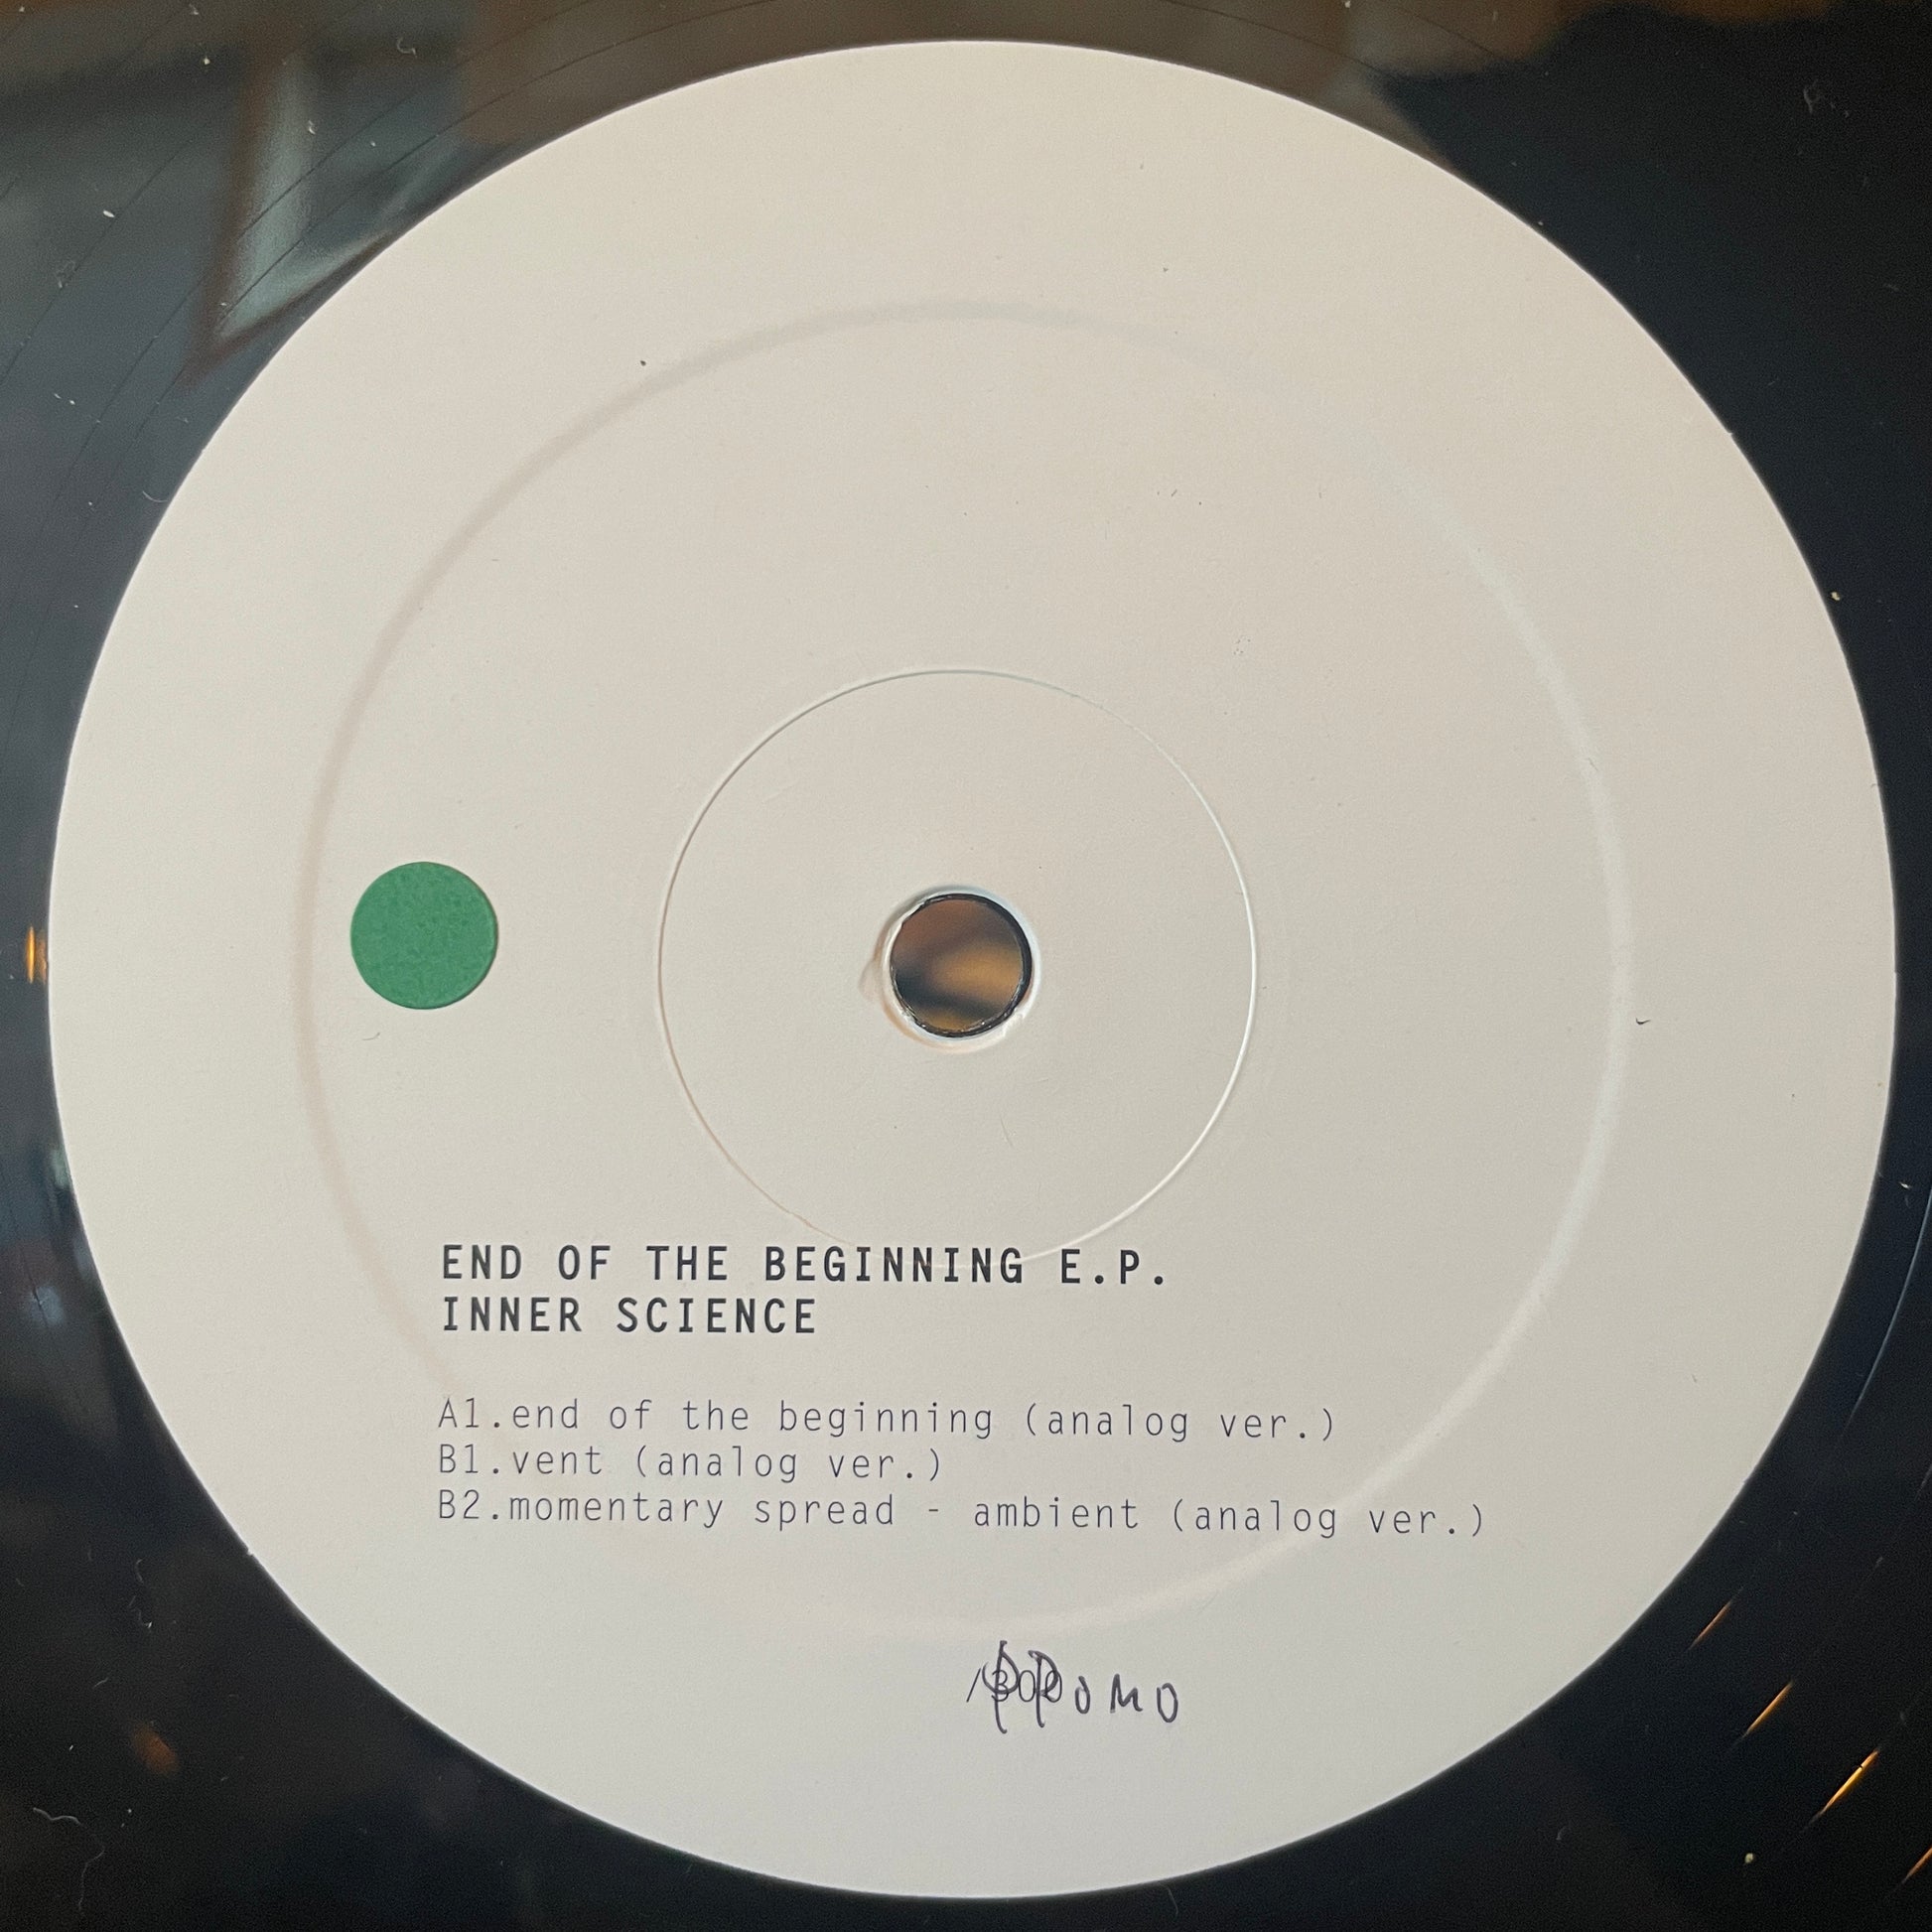 END OF THE BEGINNING E.P.
INNER SCIENCE
A1.end of the beginning (analog ver.)
B1.vent (analog ver.)
B2.momentary spread - ambient (analog ver.)
/300